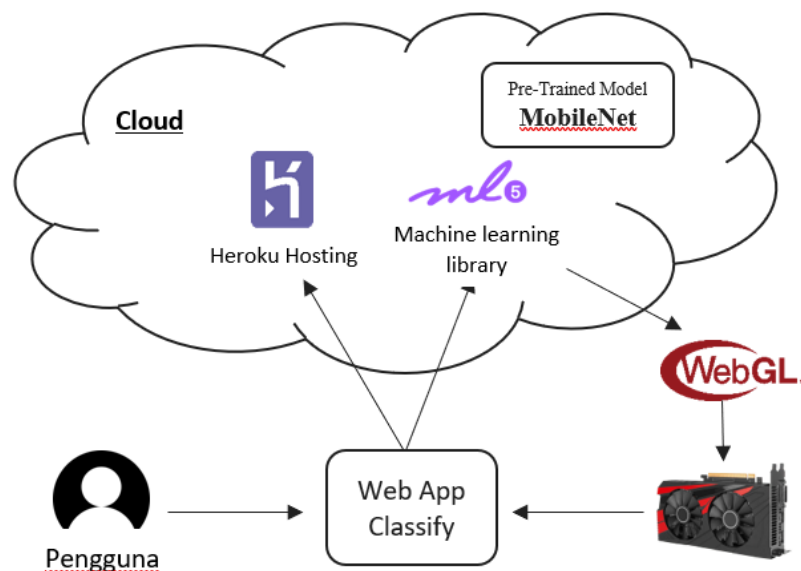 Cloud
Pre-Trained Model
MobileNet
ml5
Heroku Hosting
Machine learning
library
WebGL
Web App
Classify
Pengguna